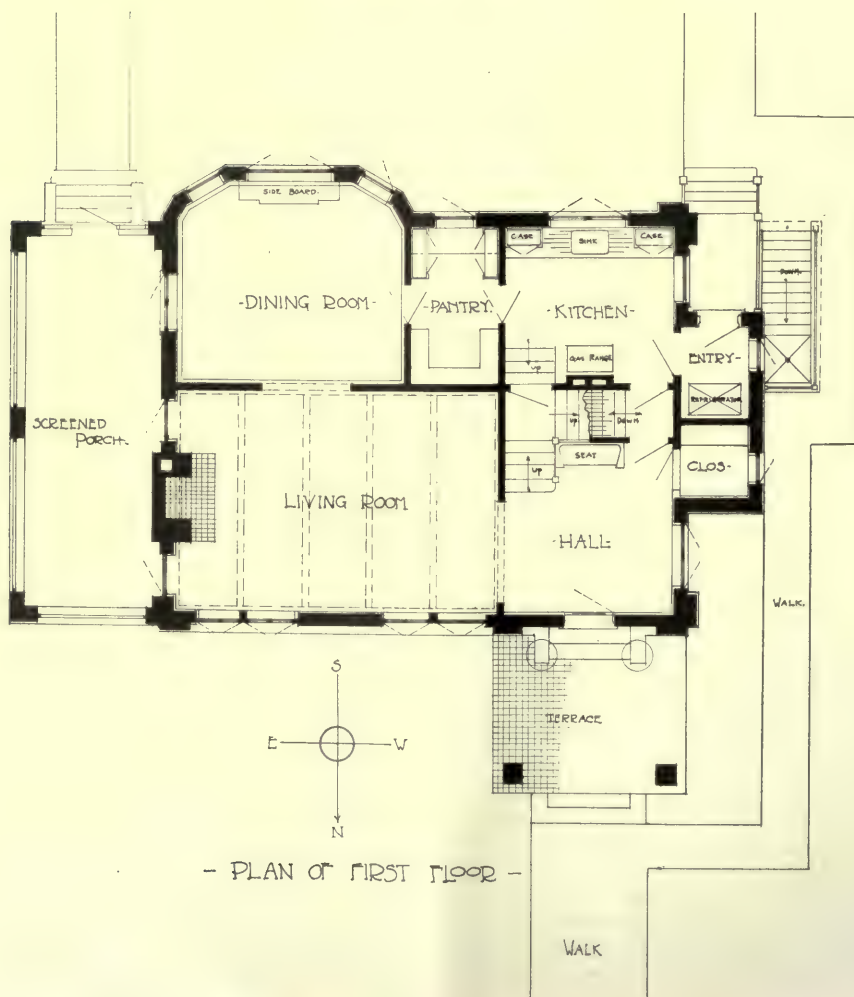 SIDE BOARD.
CASE
SINK
CASE
DOWN.
-DINING ROOM-
-PANTRY.
-KITCHEN-
GAS RANGE
UP
ENTRY-
REFRIGERATOR
SCREENED
PORCH-
UP
DOWN
SEAT
UP
CLOS-
LIVING ROOM
-HALL-
WALK.
S
E
W
N
TERRACE
- PLAN OF FIRST FLOOR -
WALK